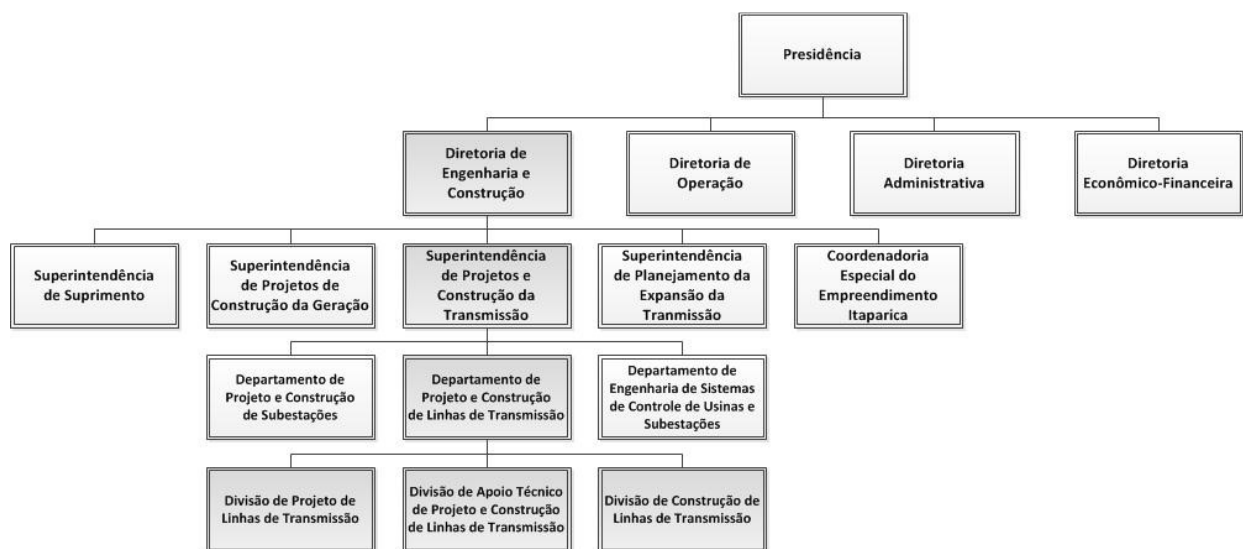 Presidência
Diretoria de
Engenharia e
Construção
Diretoria de
Operação
Diretoria
Administrativa
Diretoria
Econômico-Financeira
Superintendência
de Suprimento
Superintendência
de Projetos de
Construção da Geração
Superintendência
de Projetos e
Construção da
Transmissão
Superintendência
de Planejamento da
Expansão da
Tranmissão
Coordenadoria
Especial do
Empreendimento
Itaparica
Departamento de
Projeto e Construção
de Subestações
Departamento de
Projeto e Construção
de Linhas de Transmissão
Departamento de
Engenharia de Sistemas
de Controle de Usinas e
Subestações
Divisão de Projeto de
Linhas de Transmissão
Divisão de Apoio Técnico
de Projeto e Construção
de Linhas de Transmissão
Divisão de Construção de
Linhas de Transmissão